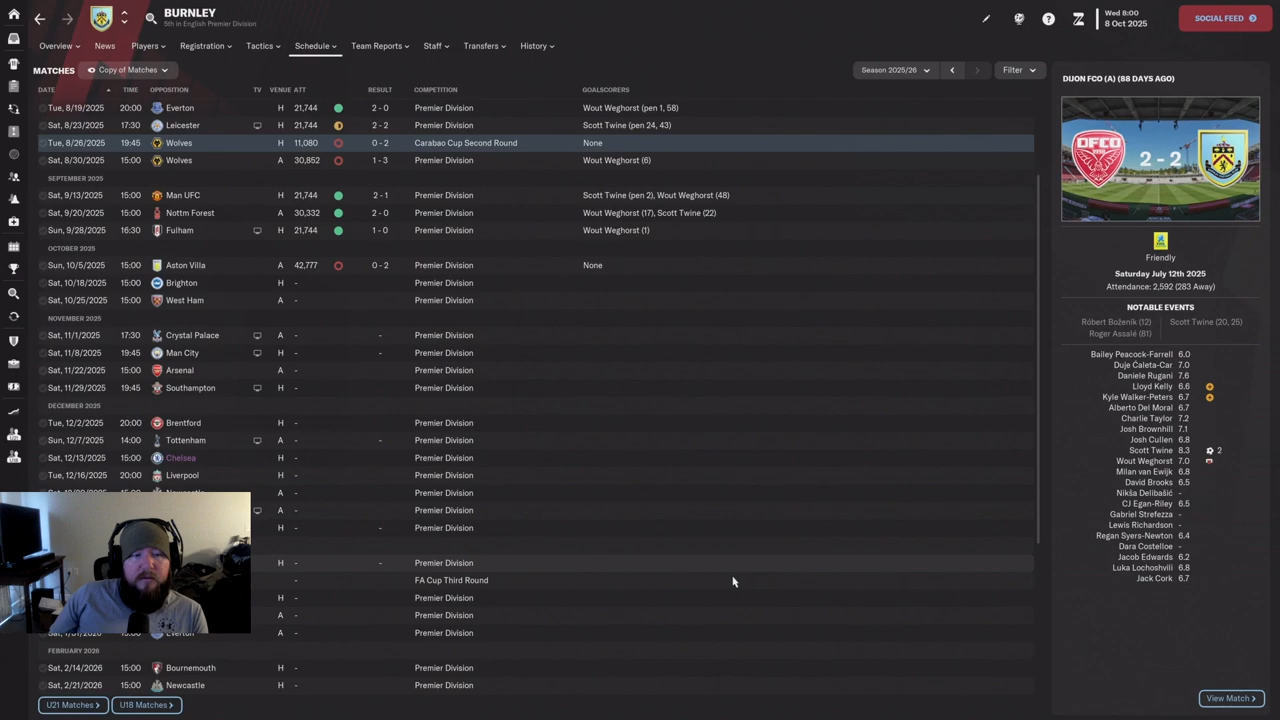 BURNLEY
5th in English Premier Division
Wed 8:00
8 Oct 2025
SOCIAL FEED
Overview News Players Registration Tactics Schedule Team Reports Staff Transfers History
MATCHES Copy of Matches Season 2025/26 Filter
DATE TIME OPPOSITION TV VENUE ATT RESULT COMPETITION GOALSCORERS
Tue, 8/19/2025 20:00 Everton H 21,744 2 - 0 Premier Division Wout Weghorst (pen 1, 58)
Sat, 8/23/2025 17:30 Leicester H 21,744 2 - 2 Premier Division Scott Twine (pen 24, 43)
Tue, 8/26/2025 19:45 Wolves H 11,080 0 - 2 Carabao Cup Second Round None
Sat, 8/30/2025 15:00 Wolves A 30,852 1 - 3 Premier Division Wout Weghorst (6)
SEPTEMBER 2025
Sat, 9/13/2025 15:00 Man UFC H 21,744 2 - 1 Premier Division Scott Twine (pen 2), Wout Weghorst (48)
Sat, 9/20/2025 15:00 Nottm Forest A 30,332 2 - 0 Premier Division Wout Weghorst (17), Scott Twine (22)
Sun, 9/28/2025 16:30 Fulham H 21,744 1 - 0 Premier Division Wout Weghorst (1)
OCTOBER 2025
Sun, 10/5/2025 15:00 Aston Villa A 42,777 0 - 2 Premier Division None
Sat, 10/18/2025 15:00 Brighton H - Premier Division
Sat, 10/25/2025 15:00 West Ham A - Premier Division
NOVEMBER 2025
Sat, 11/1/2025 17:30 Crystal Palace A - - Premier Division
Sat, 11/8/2025 19:45 Man City H - - Premier Division
Sat, 11/22/2025 15:00 Arsenal A - Premier Division
Sat, 11/29/2025 19:45 Southampton H - Premier Division
DECEMBER 2025
Tue, 12/2/2025 20:00 Brentford H - Premier Division
Sun, 12/7/2025 14:00 Tottenham A - - Premier Division
Sat, 12/13/2025 15:00 Chelsea H - Premier Division
Tue, 12/16/2025 20:00 Liverpool H - Premier Division
A - Premier Division
A - Premier Division
H - - Premier Division
H - - Premier Division
- FA Cup Third Round
H - Premier Division
A - Premier Division
A - Premier Division
FEBRUARY 2026
Sat, 2/14/2026 15:00 Bournemouth H - Premier Division
Sat, 2/21/2026 15:00 Newcastle H - Premier Division
U21 Matches U18 Matches
DIJON FCO (A) (88 DAYS AGO)
DFCO 2 - 2
Friendly
Saturday July 12th 2025
Attendance: 2,592 (283 Away)
NOTABLE EVENTS
Róbert Boženík (12) Scott Twine (20, 25)
Roger Assalé (81)
Bailey Peacock-Farrell 6.0
Duje Ćaleta-Car 7.0
Daniele Rugani 7.6
Lloyd Kelly 6.6
Kyle Walker-Peters 6.7
Alberto Del Moral 6.7
Charlie Taylor 7.2
Josh Brownhill 7.1
Josh Cullen 6.8
Scott Twine 8.3 2
Wout Weghorst 7.0
Milan van Ewijk 6.8
David Brooks 6.5
Nikša Delibašić -
CJ Egan-Riley 6.5
Gabriel Strefezza -
Lewis Richardson -
Regan Syers-Newton 6.4
Dara Costelloe -
Jacob Edwards 6.2
Luka Lochoshvili 6.8
Jack Cork 6.7
View Match